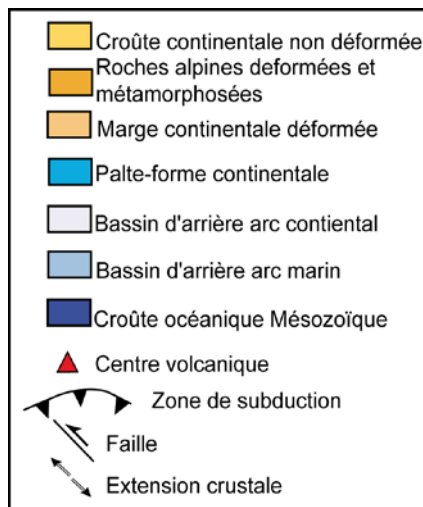 Croûte continentale non déformée
Roches alpines deformées et
métamorphosées
Marge continentale déformée
Palte-forme continentale
Bassin d'arrière arc contiental
Bassin d'arrière arc marin
Croûte océanique Mésozoïque
Centre volcanique
Zone de subduction
Faille
Extension crustale